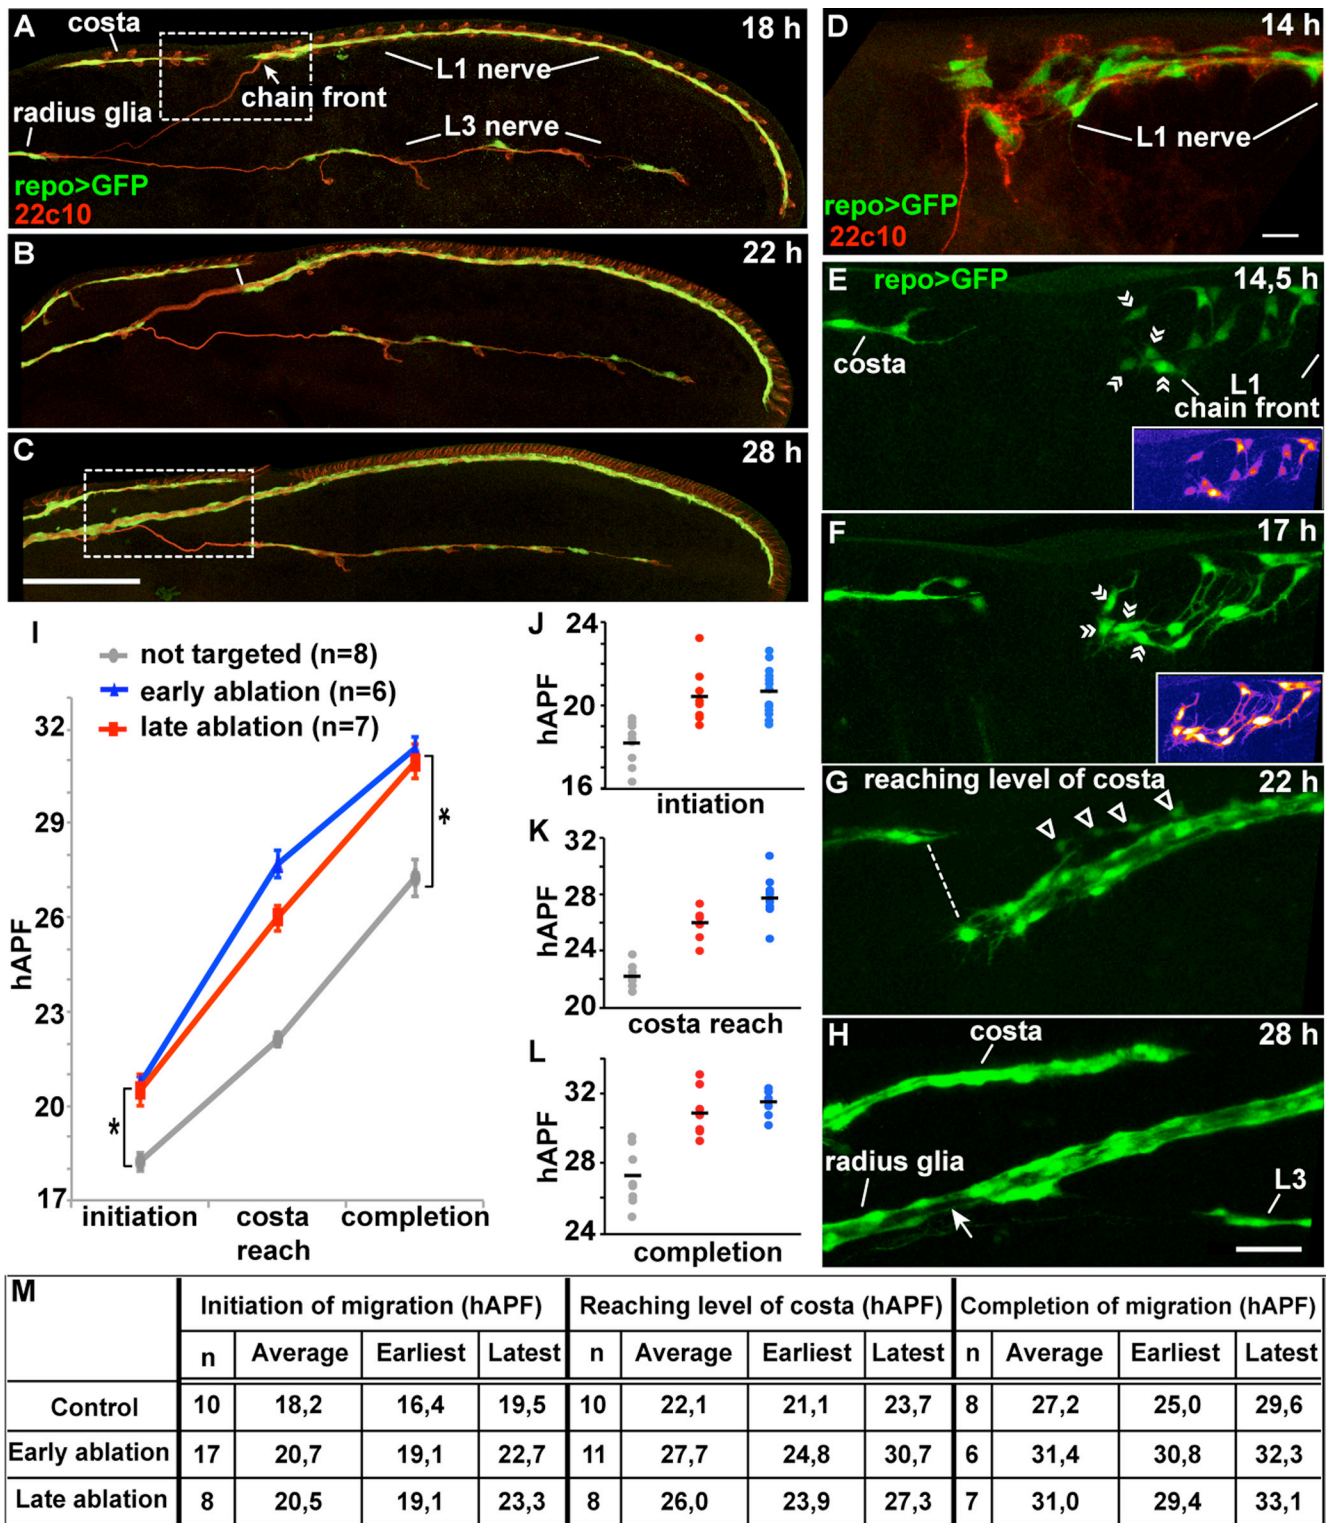 A
costa
18 h
L1 nerve
chain front
radius glia
L3 nerve
repo>GFP
22c10
B
22 h
C
28 h
D
14 h
L1 nerve
repo>GFP
22c10
E
repo>GFP
14,5 h
costa
L1
chain front
F
17 h
G
reaching level of costa
22 h
H
costa
28 h
radius glia
L3
I
not targeted (n=8)
early ablation (n=6)
late ablation (n=7)
32
29
26
23
20
17
hAPF
*
*
initiation
costa
reach
completion
J
24
20
16
hAPF
intiation
K
32
28
24
20
hAPF
costa reach
L
32
28
24
hAPF
completion
M
Initiation of migration (hAPF) Reaching level of costa (hAPF) Completion of migration (hAPF)
n Average Earliest Latest n Average Earliest Latest n Average Earliest Latest
Control 10 18,2 16,4 19,5 10 22,1 21,1 23,7 8 27,2 25,0 29,6
Early ablation 17 20,7 19,1 22,7 11 27,7 24,8 30,7 6 31,4 30,8 32,3
Late ablation 8 20,5 19,1 23,3 8 26,0 23,9 27,3 7 31,0 29,4 33,1